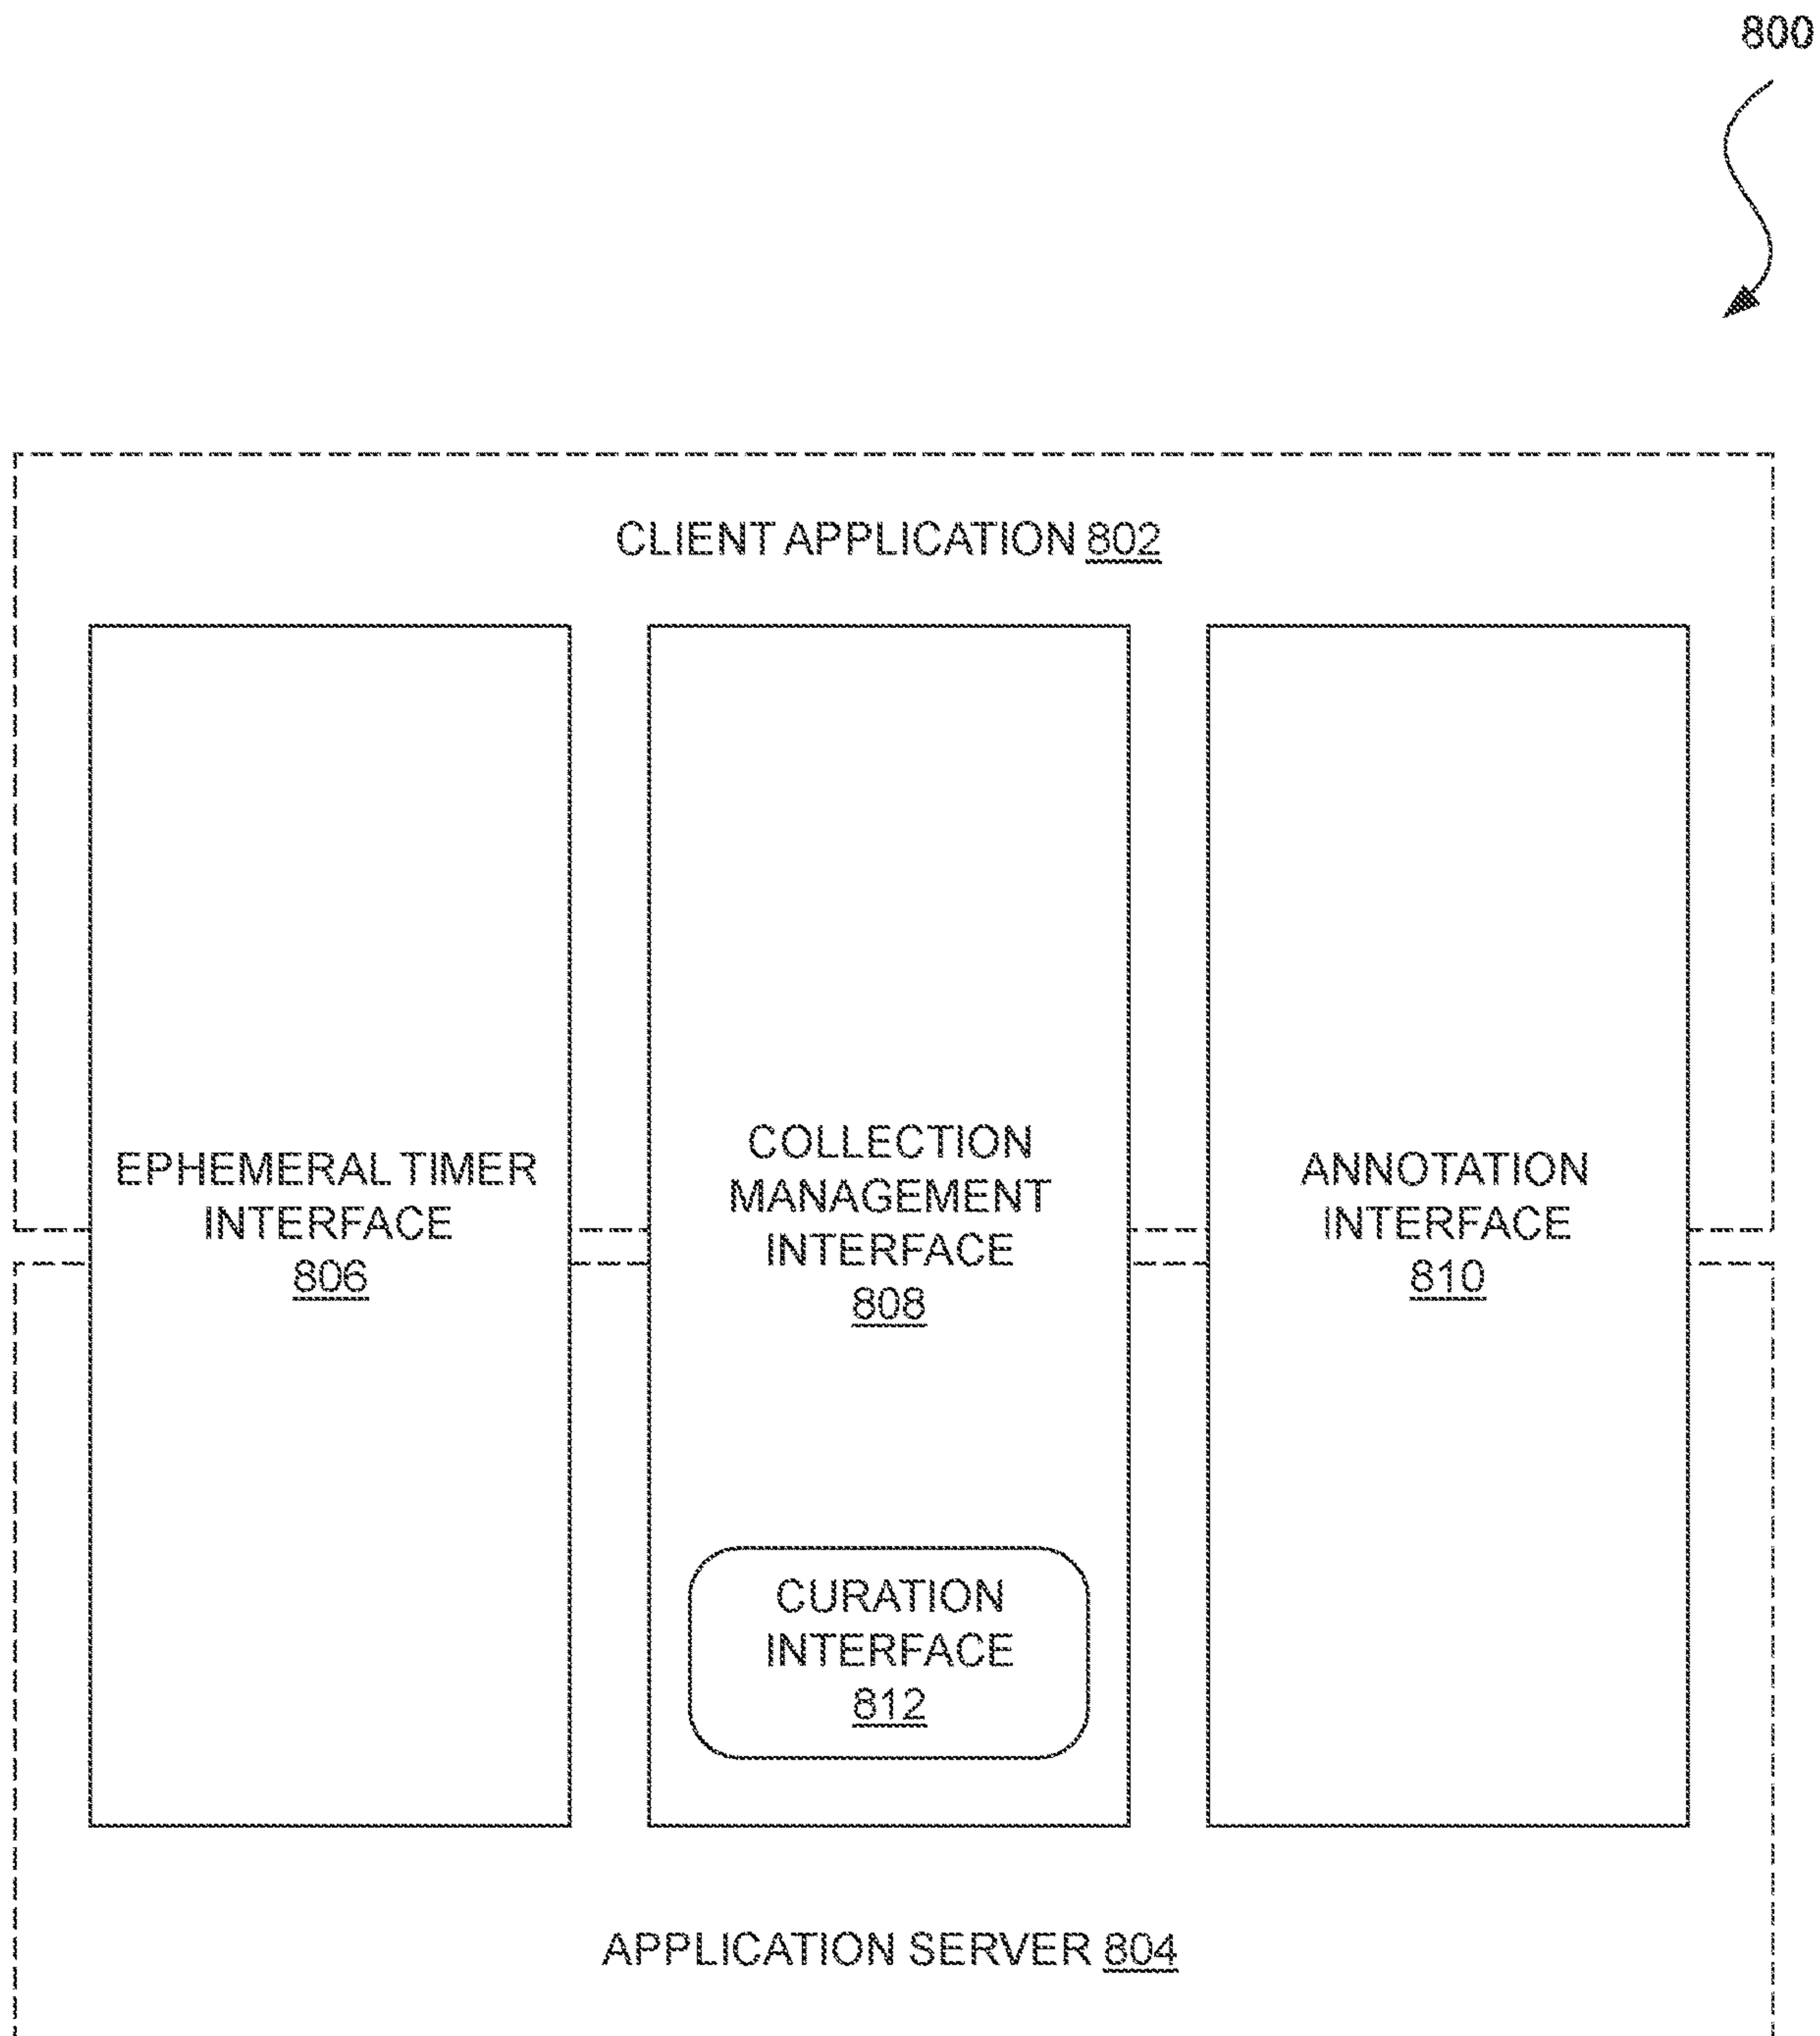 800
CLIENT APPLICATION 802
EPHEMERAL TIMER
INTERFACE
806
COLLECTION
MANAGEMENT
INTERFACE
808
ANNOTATION
INTERFACE
810
CURATION
INTERFACE
812
APPLICATION SERVER 804